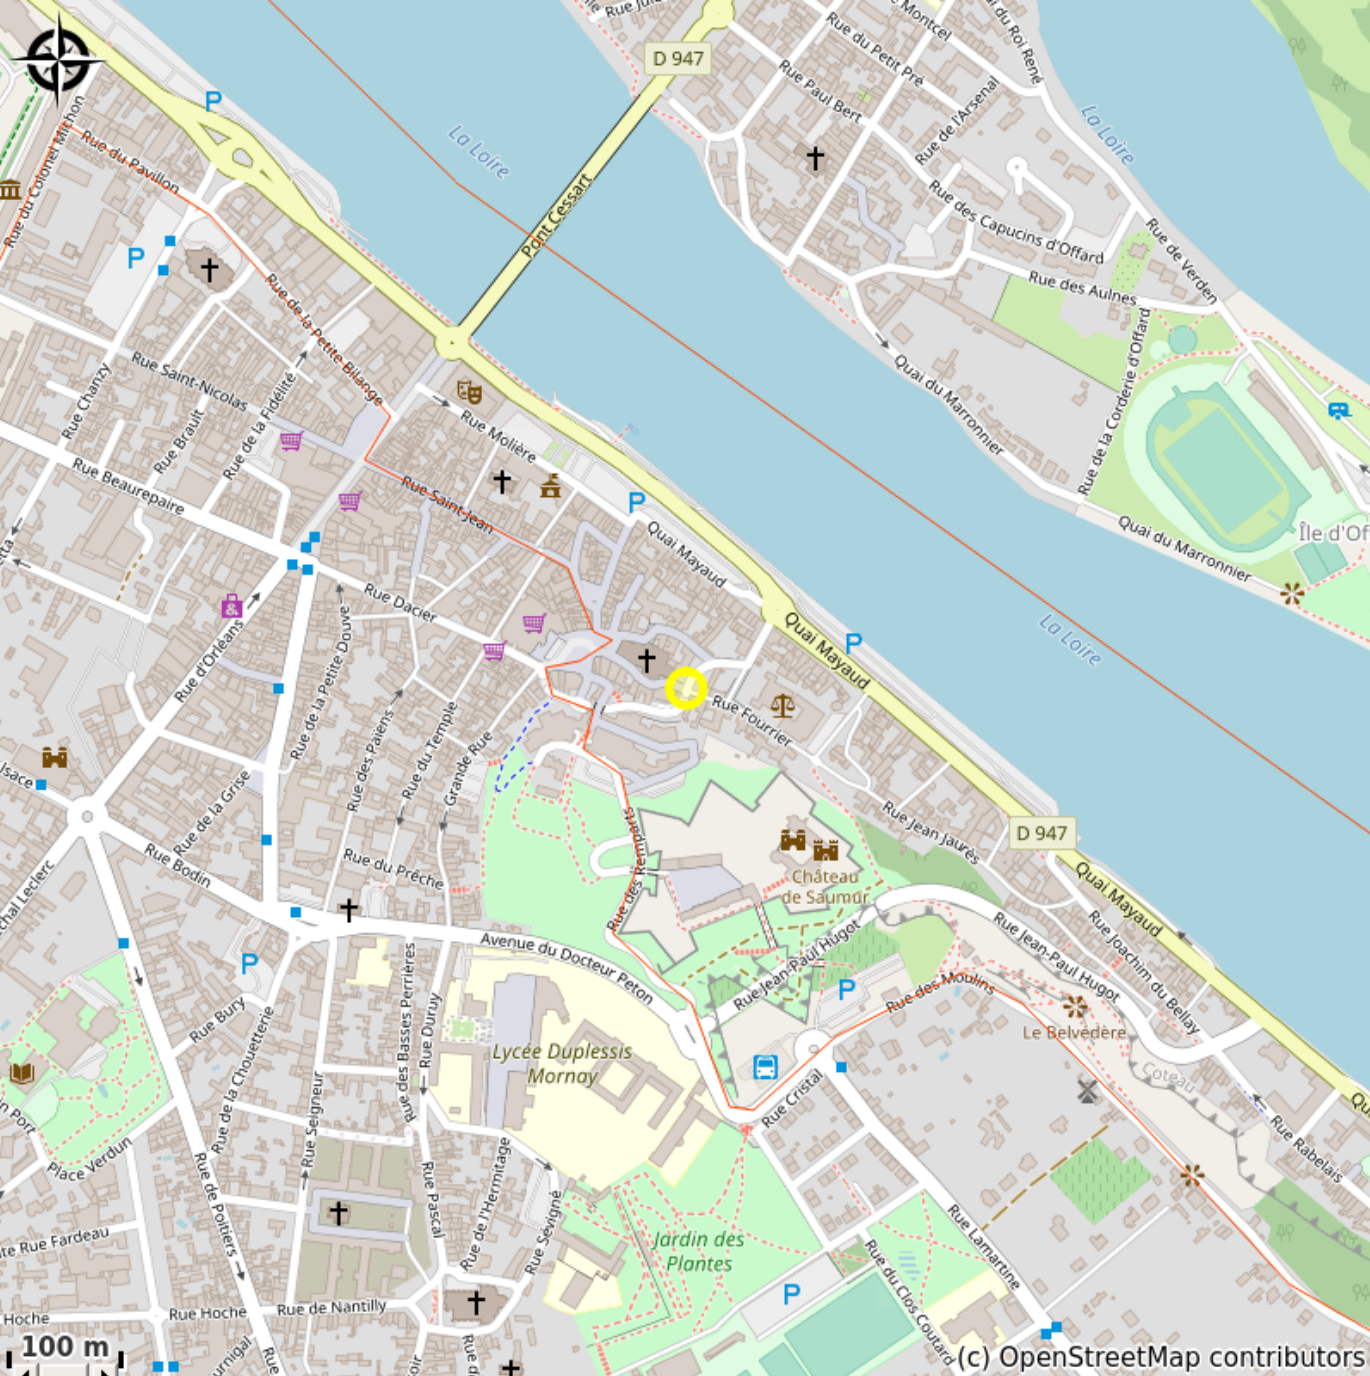 D 947
La Loire
La Loire
La Loire
Pont Cessart
Rue du Petit Pré
Rue Paul Bert
Rue de l'Arsenal
Rue des Capucins d'Offard
Rue de Verden
Rue des Aulnes
Rue de la Corderie d'Offard
Quai du Marronnier
Quai du Marronnier
Île d'Of
Rue du Colonel Michon
Rue du Pavillon
P
P
Rue de la Petite Bilange
Rue Saint-Nicolas
Rue Chanzy
Rue Brault
Rue de la Fidélité
Rue Beaurepaire
Rue Molière
Rue Saint-Jean
P
Quai Mayaud
Quai Mayaud
P
Rue Dacier
Rue d'Orléans
Rue de la Petite Douve
Rue des Païens
Rue du Temple
Grande Rue
Rue Fourrier
Rue de la Grise
Rue Bodin
Rue du Prêche
Rue des Remparts
Rue Jean Jaurès
D 947
Château
de Saumur
Quai Mayaud
Rue Jean-Paul Hugot
Rue Jean-Paul Hugot
Rue Joachim du Bellay
Avenue du Docteur Peton
P
P
Rue des Moulins
Le Belvédère
Coteau
Rue Cristal
Rue Rabelais
Lycée Duplessis
Mornay
Rue Bury
Rue de la Chouetterie
Rue des Basses Perrières
Rue Duruy
Rue Seigneur
Place Verdun
Rue de Poitiers
Rue Pascal
Rue de l'Hermitage
Rue Sévigné
Jardin des
Plantes
P
Rue Lamartine
Rue du Clos Coutard
Rue Fardeau
Hoche
Rue Hoche
Rue de Nantilly
100 m
(c) OpenStreetMap contributors